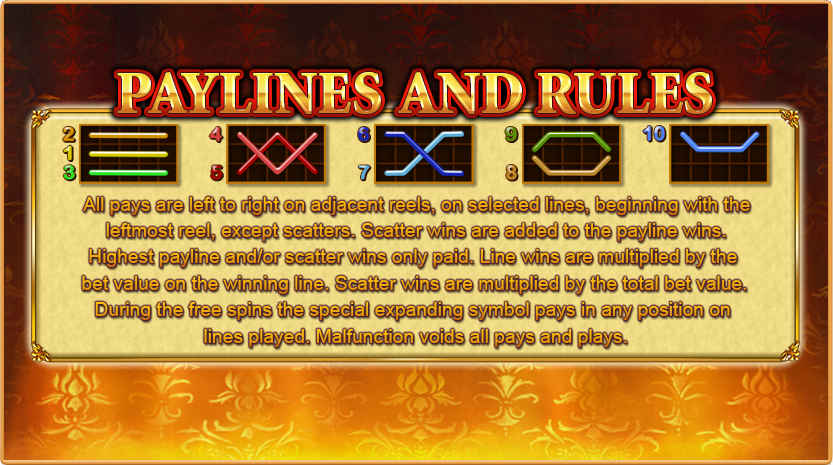 PAYLINES AND RULES
2 4 6 9 10
1
3 5 7 8
All pays are left to right on adjacent reels, on selected lines, beginning with the
leftmost reel, except scatters. Scatter wins are added to the payline wins.
Highest payline and/or scatter wins only paid. Line wins are multiplied by the
bet value on the winning line. Scatter wins are multiplied by the total bet value.
During the free spins the special expanding symbol pays in any position on
lines played. Malfunction voids all pays and plays.